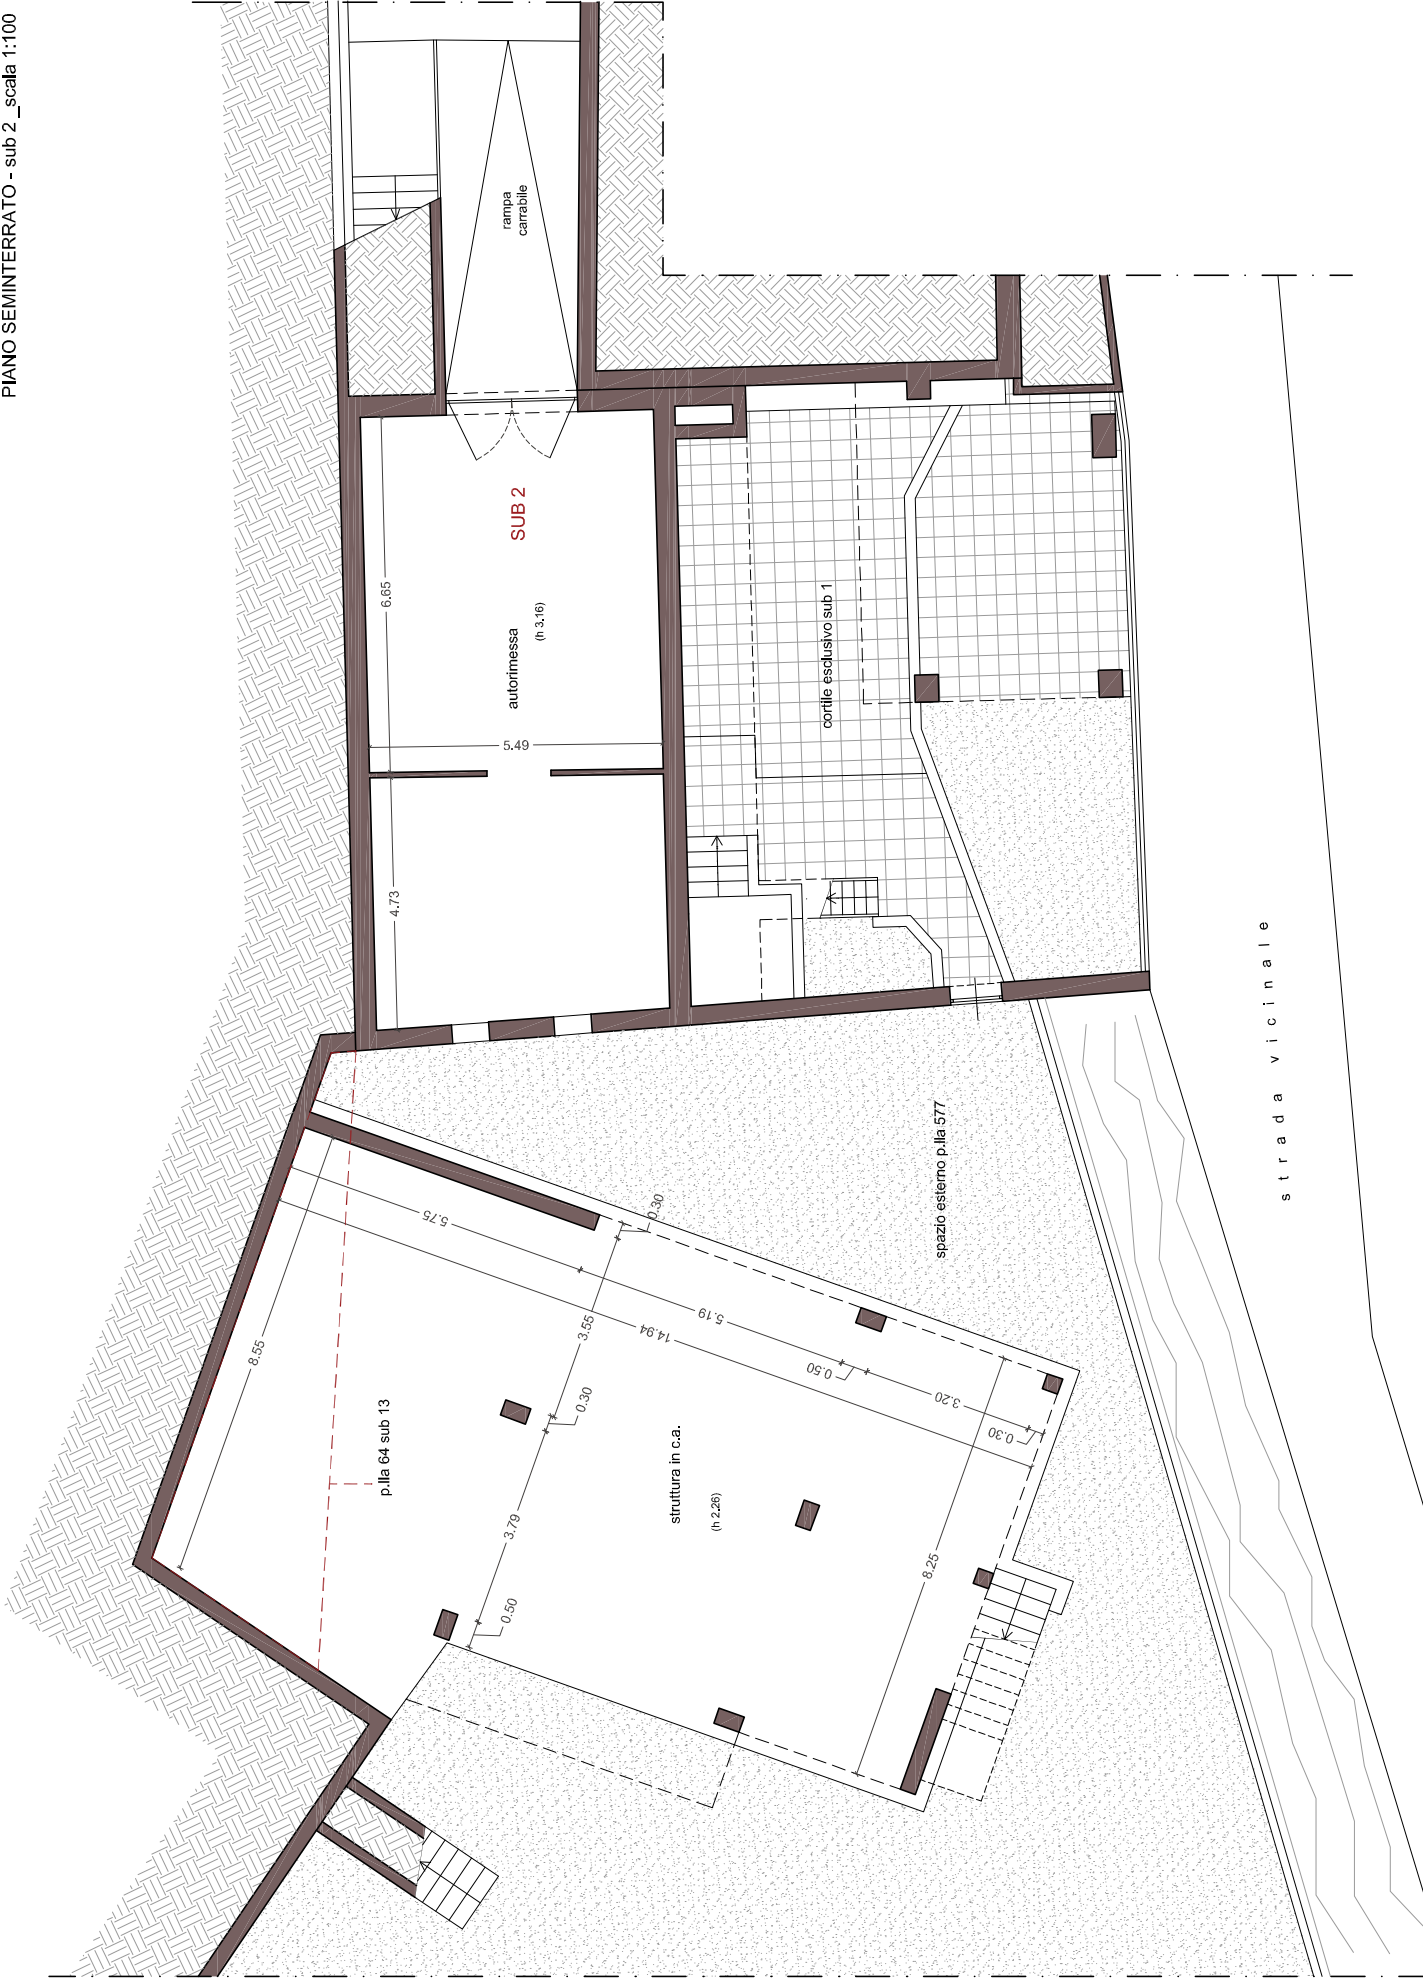 PIANO SEMINTERRATO - sub 2 _scala 1:100
rampa
carrabile
SUB 2
6.65
autorimessa
(h 3.16)
5.49
4.73
cortile esclusivo sub 1
strada vicinale
spazio esterno p.lla 577
0.30
5.75
5.19
3.55
14.94
0.50
3.20
0.30
8.55
0.30
p.lla 64 sub 13
struttura in c.a.
(h 2.26)
3.79
8.25
0.50